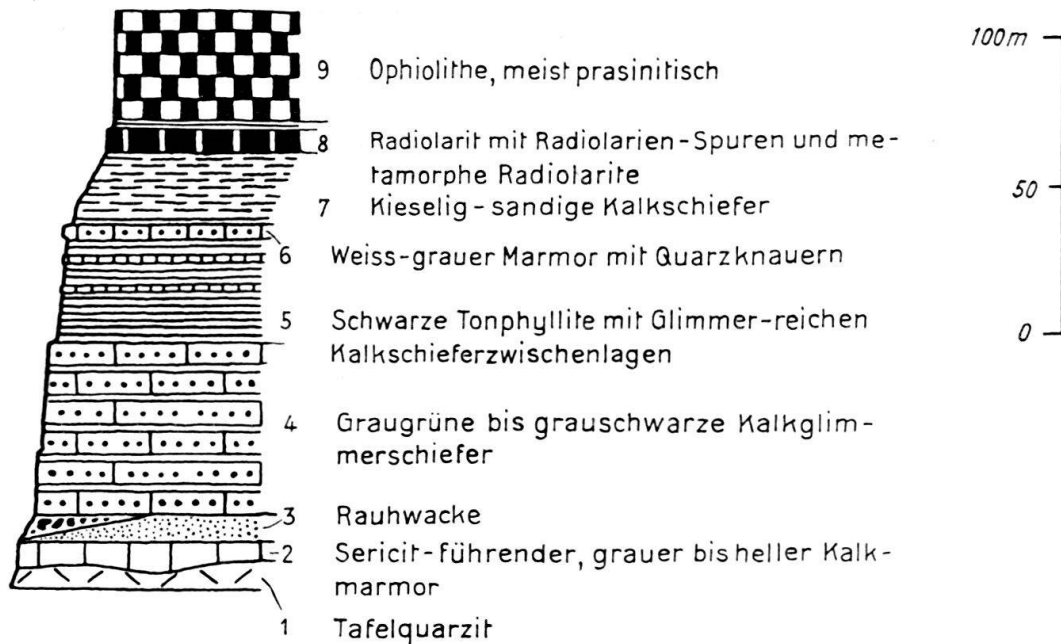 100m
9 Ophiolithe, meist prasinitisch
8 Radiolarit mit Radiolarien-Spuren und me-
tamorphe Radiolarite
50
7 Kieselig-sandige Kalkschiefer
6 Weiss-grauer Marmor mit Quarzknauern
5 Schwarze Tonphyllite mit Glimmer-reichen
0
Kalkschieferzwischenlagen
4 Graugrüne bis grauschwarze Kalkglim-
merschiefer
3 Rauhwacke
2 Sericit-führender, grauer bis heller Kalk-
marmor
1 Tafelquarzit